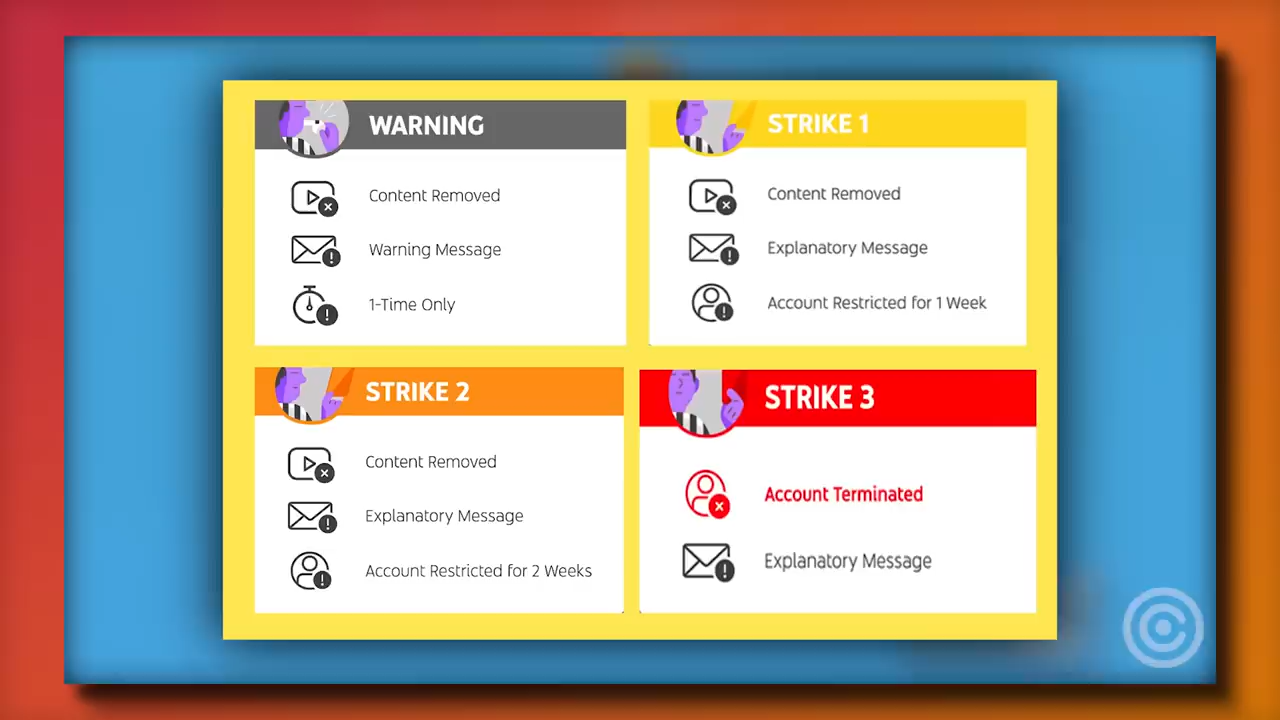 WARNING
Content Removed
Warning Message
1-Time Only
STRIKE 1
Content Removed
Explanatory Message
Account Restricted for 1 Week
STRIKE 2
Content Removed
Explanatory Message
Account Restricted for 2 Weeks
STRIKE 3
Account Terminated
Explanatory Message